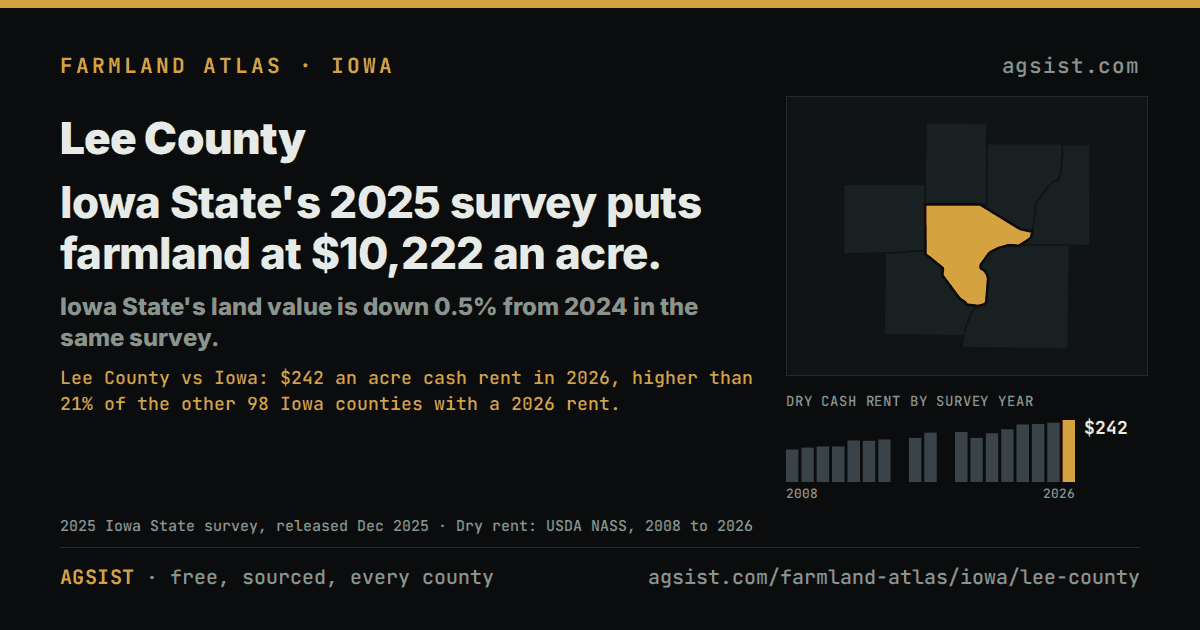 FARMLAND ATLAS · IOWA
agsist.com
Lee County
Iowa State's 2025 survey puts
farmland at $10,222 an acre.
Iowa State's land value is down 0.5% from 2024 in the
same survey.
Lee County vs Iowa: $242 an acre cash rent in 2026, higher than
21% of the other 98 Iowa counties with a 2026 rent.
DRY CASH RENT BY SURVEY YEAR
$242
2008
2026
2025 Iowa State survey, released Dec 2025 · Dry rent: USDA NASS, 2008 to 2026
AGSIST · free, sourced, every county
agsist.com/farmland-atlas/iowa/lee-county